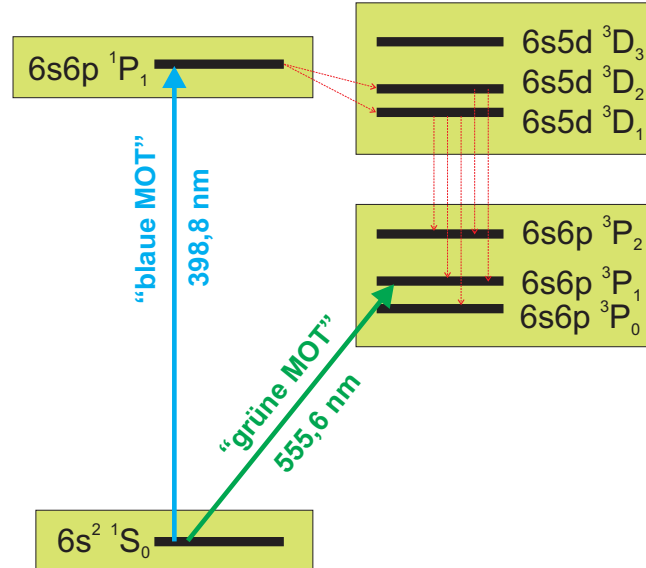 6s6p ¹P₁
6s5d ³D₃
6s5d ³D₂
6s5d ³D₁
“blaue MOT”
398,8 nm
6s6p ³P₂
6s6p ³P₁
6s6p ³P₀
“grüne MOT”
555,6 nm
6s² ¹S₀